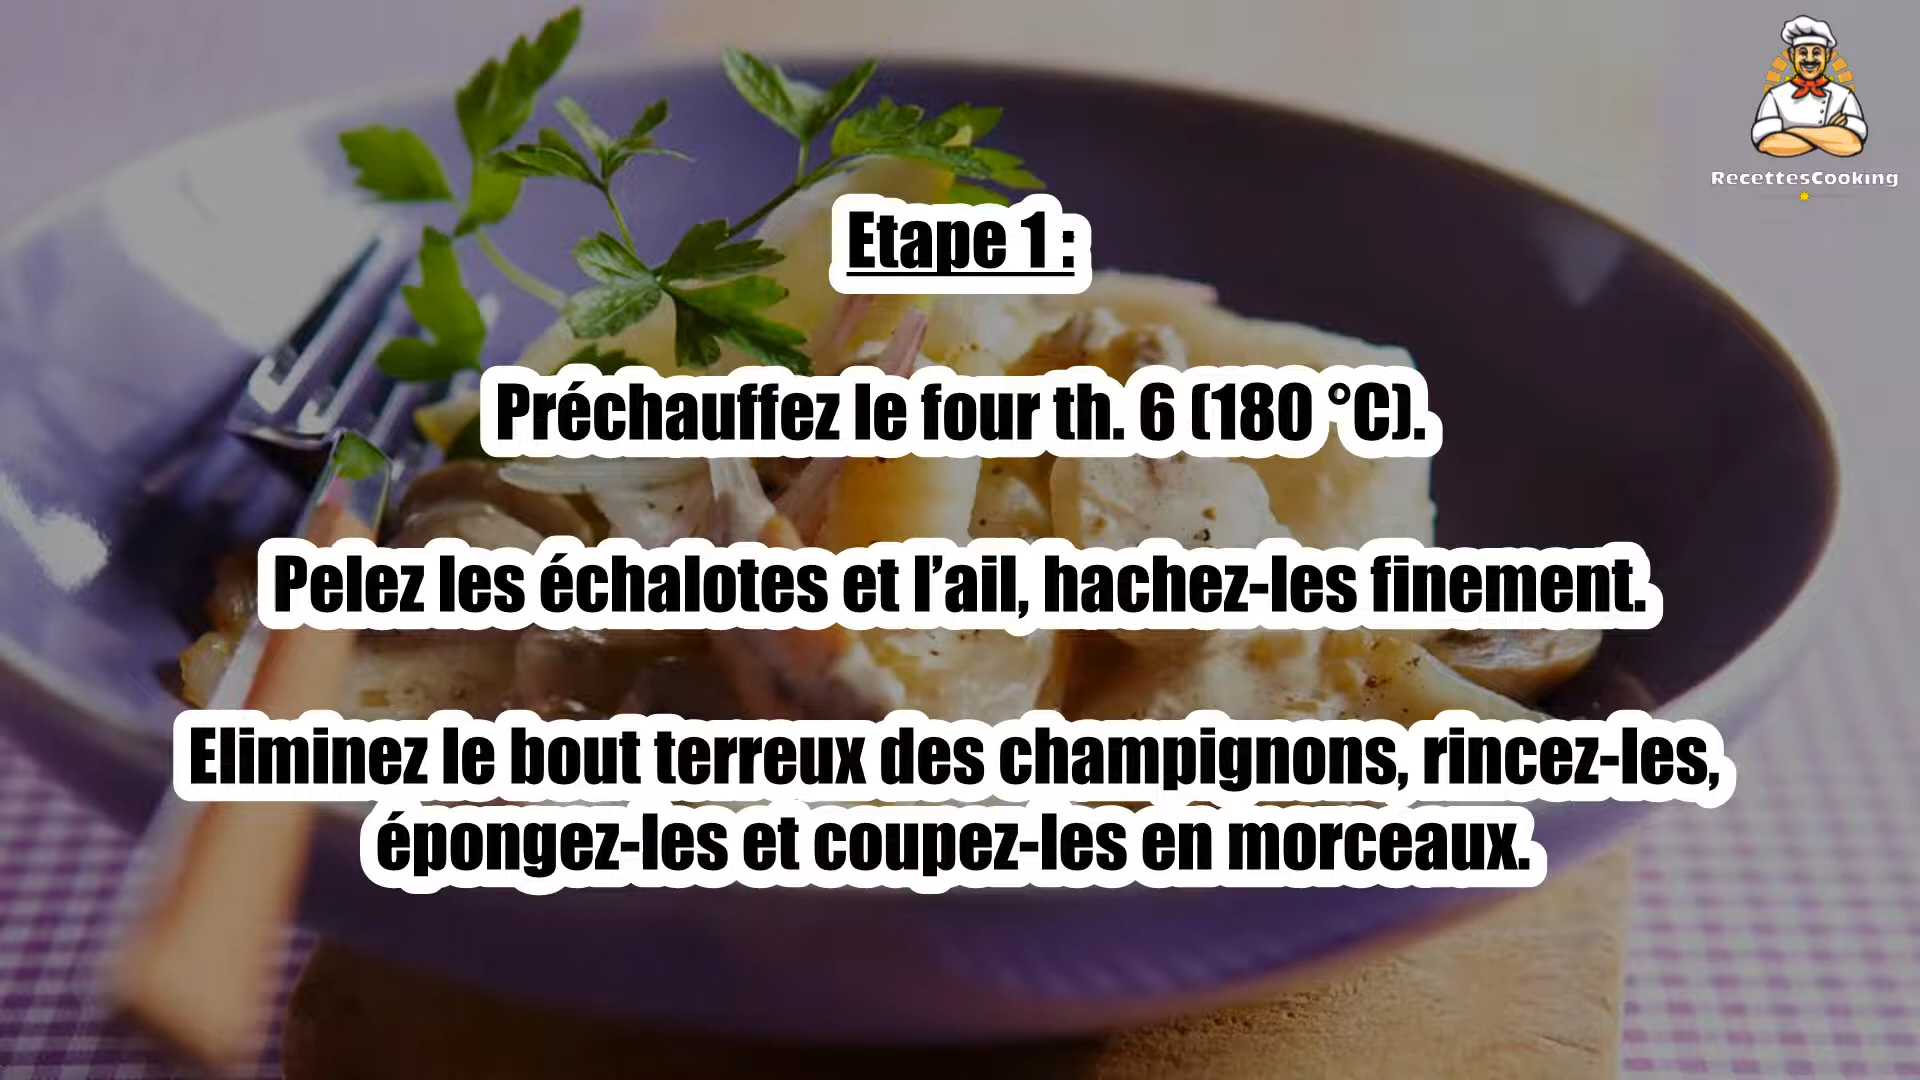 RecettesCooking
Etape 1 :
Préchauffez le four th. 6 (180 °C).
Pelez les échalotes et l’ail, hachez-les finement.
Eliminez le bout terreux des champignons, rincez-les,
épongez-les et coupez-les en morceaux.